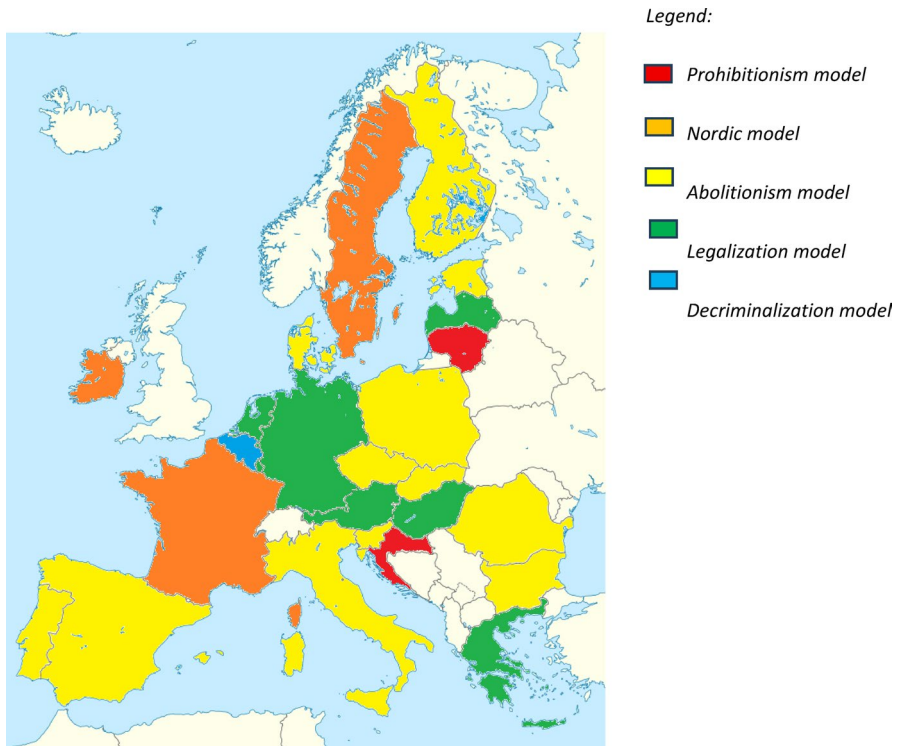 Legend:
Prohibitionism model
Nordic model
Abolitionism model
Legalization model
Decriminalization model